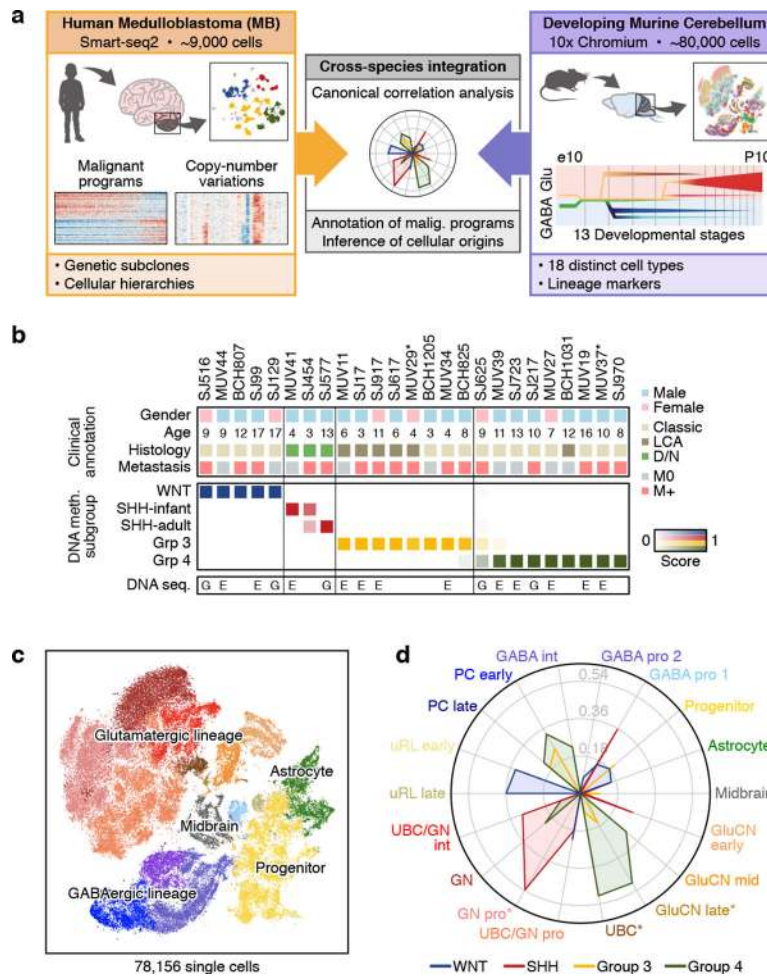 a
Human Medulloblastoma (MB)
Smart-seq2 • ~9,000 cells
Malignant programs
Copy-number variations
• Genetic subclones
• Cellular hierarchies
Cross-species integration
Canonical correlation analysis
Annotation of malig. programs
Inference of cellular origins
Developing Murine Cerebellum
10x Chromium • ~80,000 cells
e10
P10
GABA Glu
13 Developmental stages
• 18 distinct cell types
• Lineage markers
b
SJ516 MUV44 BCH807 SJ99 SJ129 MUV41 SJ454 SJ577 MUV11 SJ17 SJ917 SJ617 MUV29* BCH1205 MUV34 BCH825 SJ625 MUV39 SJ723 SJ217 MUV27 BCH1031 MUV19 MUV37* SJ970
Clinical annotation
Gender
Age 9 9 12 17 17 4 3 13 6 3 11 6 4 3 4 8 9 11 13 10 7 12 16 10 8
Histology
Metastasis
Male
Female
Classic
LCA
D/N
M0
M+
DNA meth. subgroup
WNT
SHH-infant
SHH-adult
Grp 3
Grp 4
0 1
Score
DNA seq. G E E G E G E E E E G E E G E E E
c
Glutamatergic lineage
Astrocyte
Midbrain
Progenitor
GABAergic lineage
78,156 single cells
d
GABA int
GABA pro 2
PC early
GABA pro 1
PC late
Progenitor
uRL early
Astrocyte
uRL late
Midbrain
UBC/GN int
GluCN early
GN
GluCN mid
GN pro*
GluCN late*
UBC/GN pro
UBC*
0.54
0.36
0.18
WNT SHH Group 3 Group 4